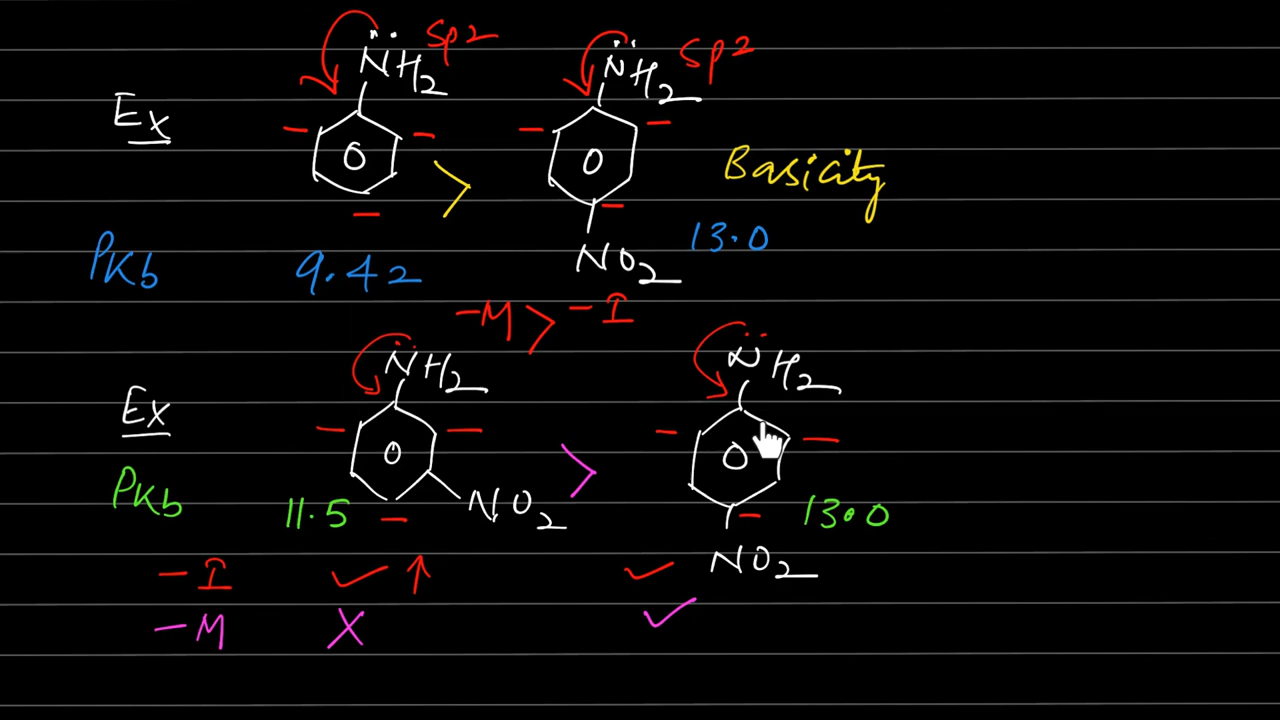 Ex
NH2 sp2
NH2 sp2
> Basicity
NO2
PKb 9.42 13.0
-M > -I
Ex
NH2
NH2
>
PKb 11.5 NO2 13.0
NO2
-I ✓ ↑ ✓
-M X ✓